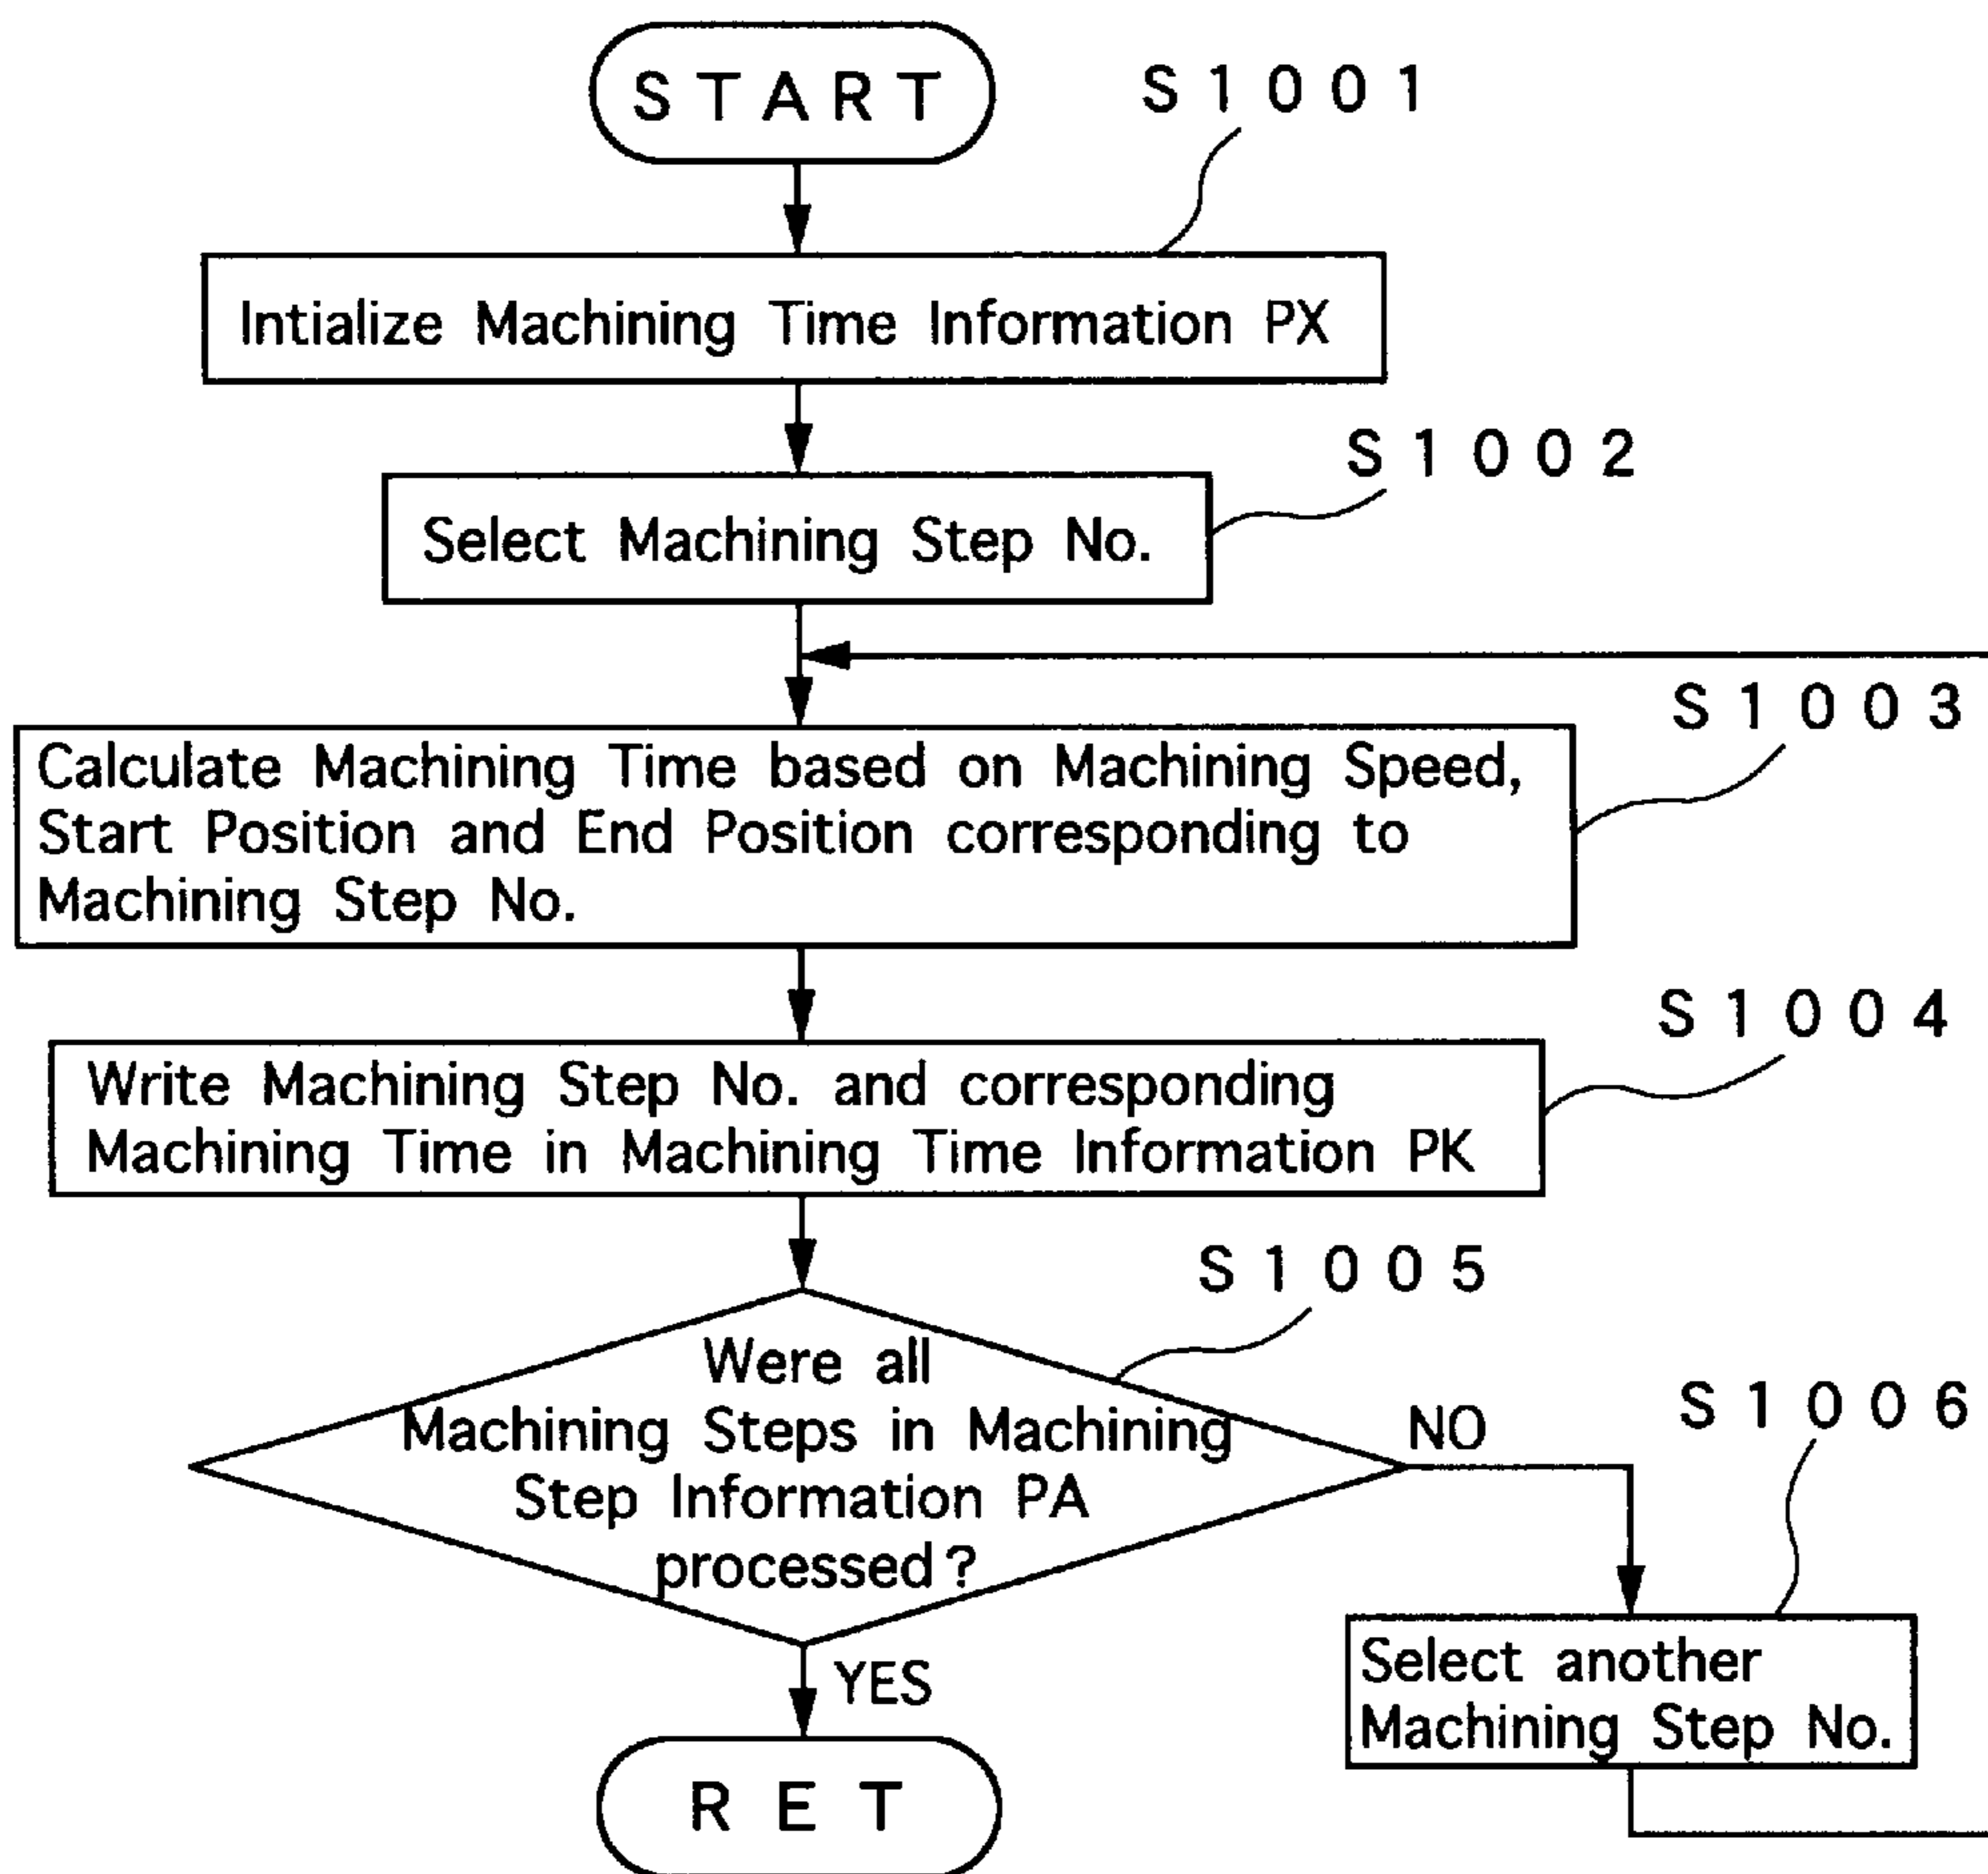 START
S1001
Intialize Machining Time Information PX
S1002
Select Machining Step No.
S1003
Calculate Machining Time based on Machining Speed,
Start Position and End Position corresponding to
Machining Step No.
S1004
Write Machining Step No. and corresponding
Machining Time in Machining Time Information PK
S1005
Were all
Machining Steps in Machining
Step Information PA
processed?
NO
S1006
Select another
Machining Step No.
YES
RET